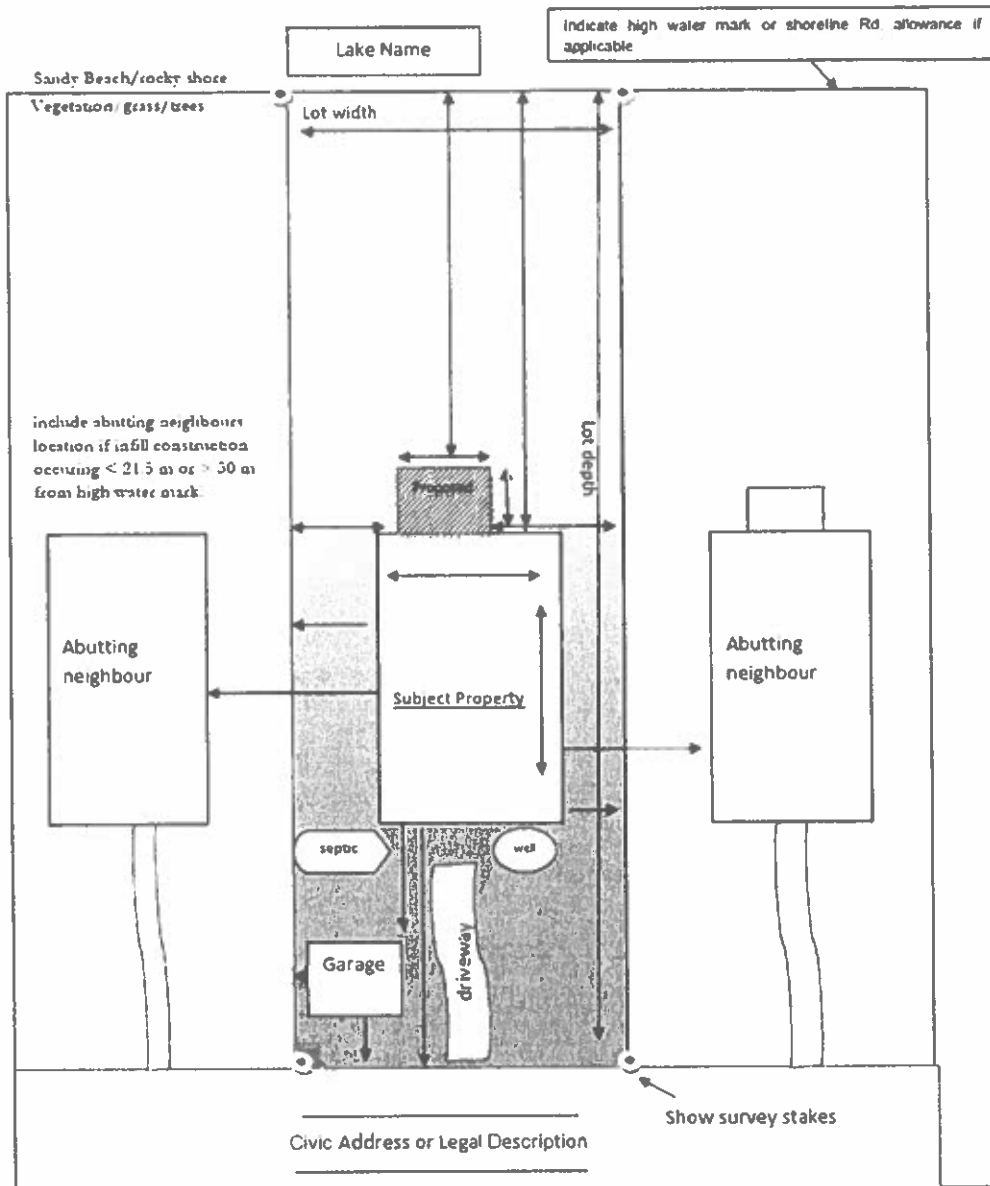 Indicate high water mark or shoreline Rd. allowance if
applicable
Lake Name
Sandy Beach/rocky shore
Vegetation/grass/trees
Lot width
include abutting neighbours
location if infill construction
occuring < 21.5 m or > 30 m
from high water mark.
Lot depth
Proposed
Abutting
neighbour
Subject Property
Abutting
neighbour
septic
well
Garage
driveway
Show survey stakes
Civic Address or Legal Description